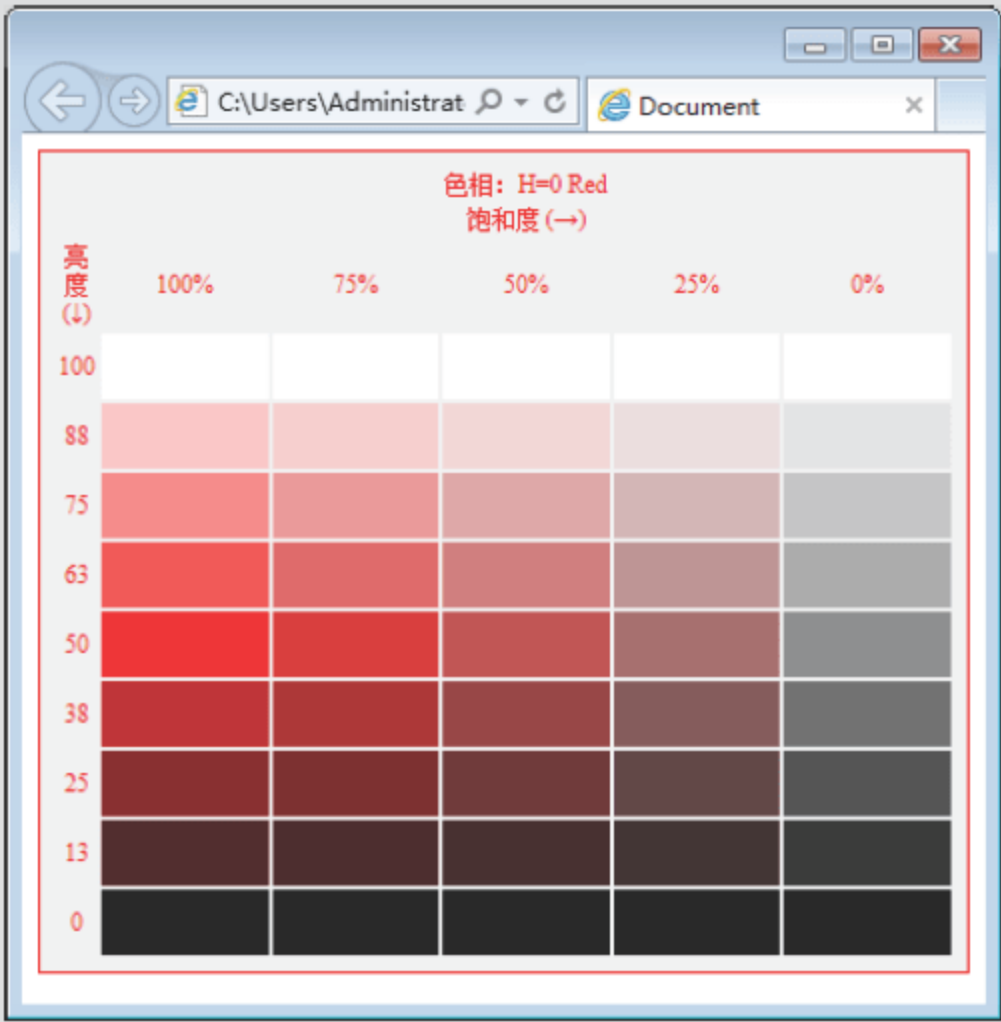 C:\Users\Administrat
Document
色相：H=0 Red
饱和度 (→)
亮度(↓)
100% 75% 50% 25% 0%
100
88
75
63
50
38
25
13
0